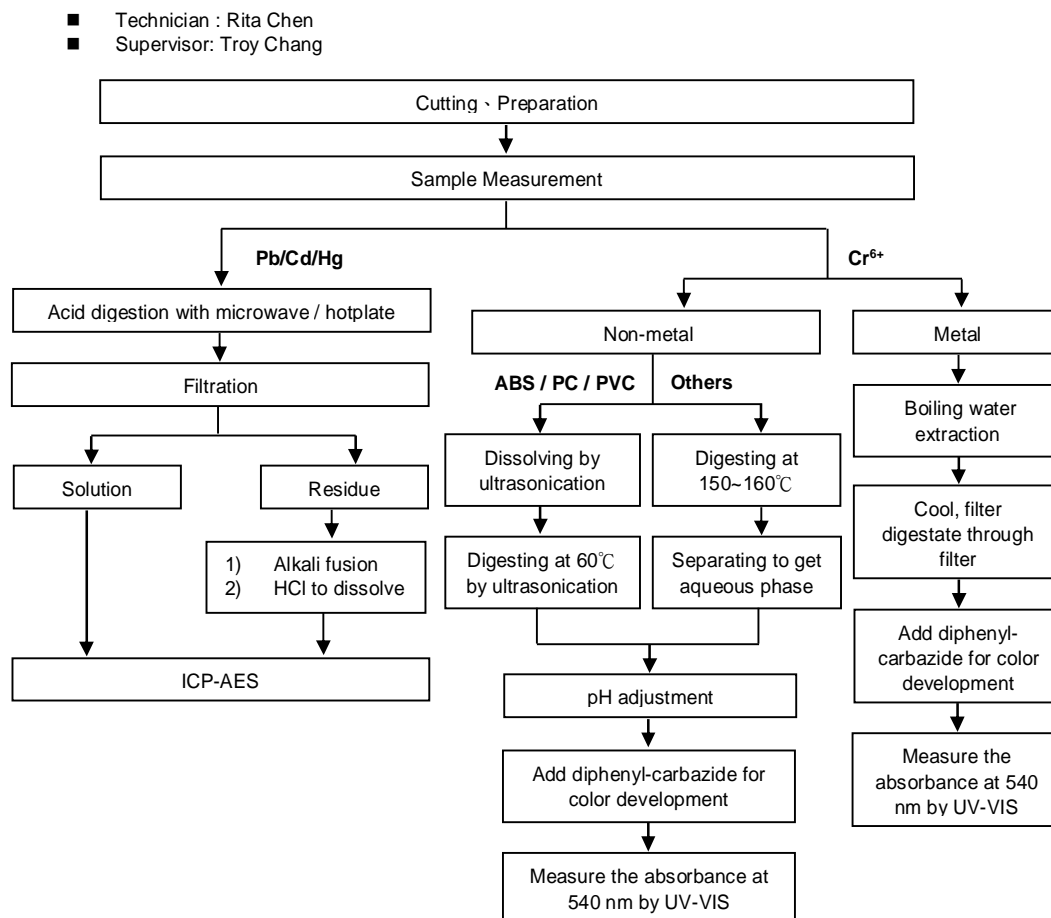 ■ Technician : Rita Chen
■ Supervisor: Troy Chang
Cutting、Preparation
Sample Measurement
Pb/Cd/Hg
Cr⁶⁺
Acid digestion with microwave / hotplate
Non-metal
Metal
Filtration
ABS / PC / PVC
Others
Boiling water
extraction
Solution
Residue
Dissolving by
ultrasonication
Digesting at
150~160℃
Cool, filter
digestate through
filter
1) Alkali fusion
2) HCl to dissolve
Digesting at 60℃
by ultrasonication
Separating to get
aqueous phase
Add diphenyl-
carbazide for color
development
ICP-AES
pH adjustment
Measure the
absorbance at 540
nm by UV-VIS
Add diphenyl-carbazide for
color development
Measure the absorbance at
540 nm by UV-VIS